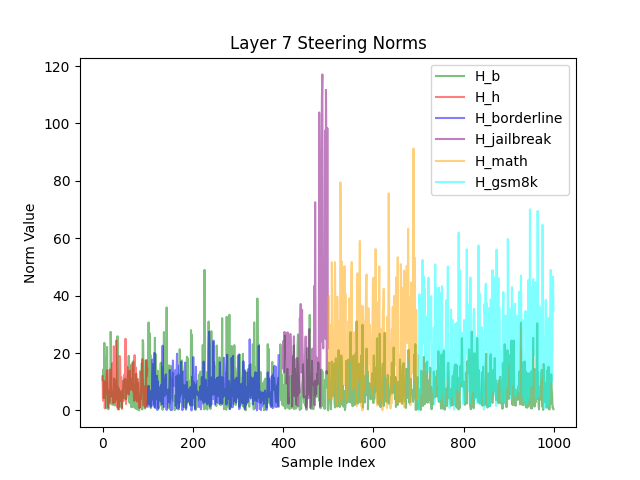 Layer 7 Steering Norms
120
100
80
60
40
20
0
Norm Value
H_b
H_h
H_borderline
H_jailbreak
H_math
H_gsm8k
0
200
400
600
800
1000
Sample Index